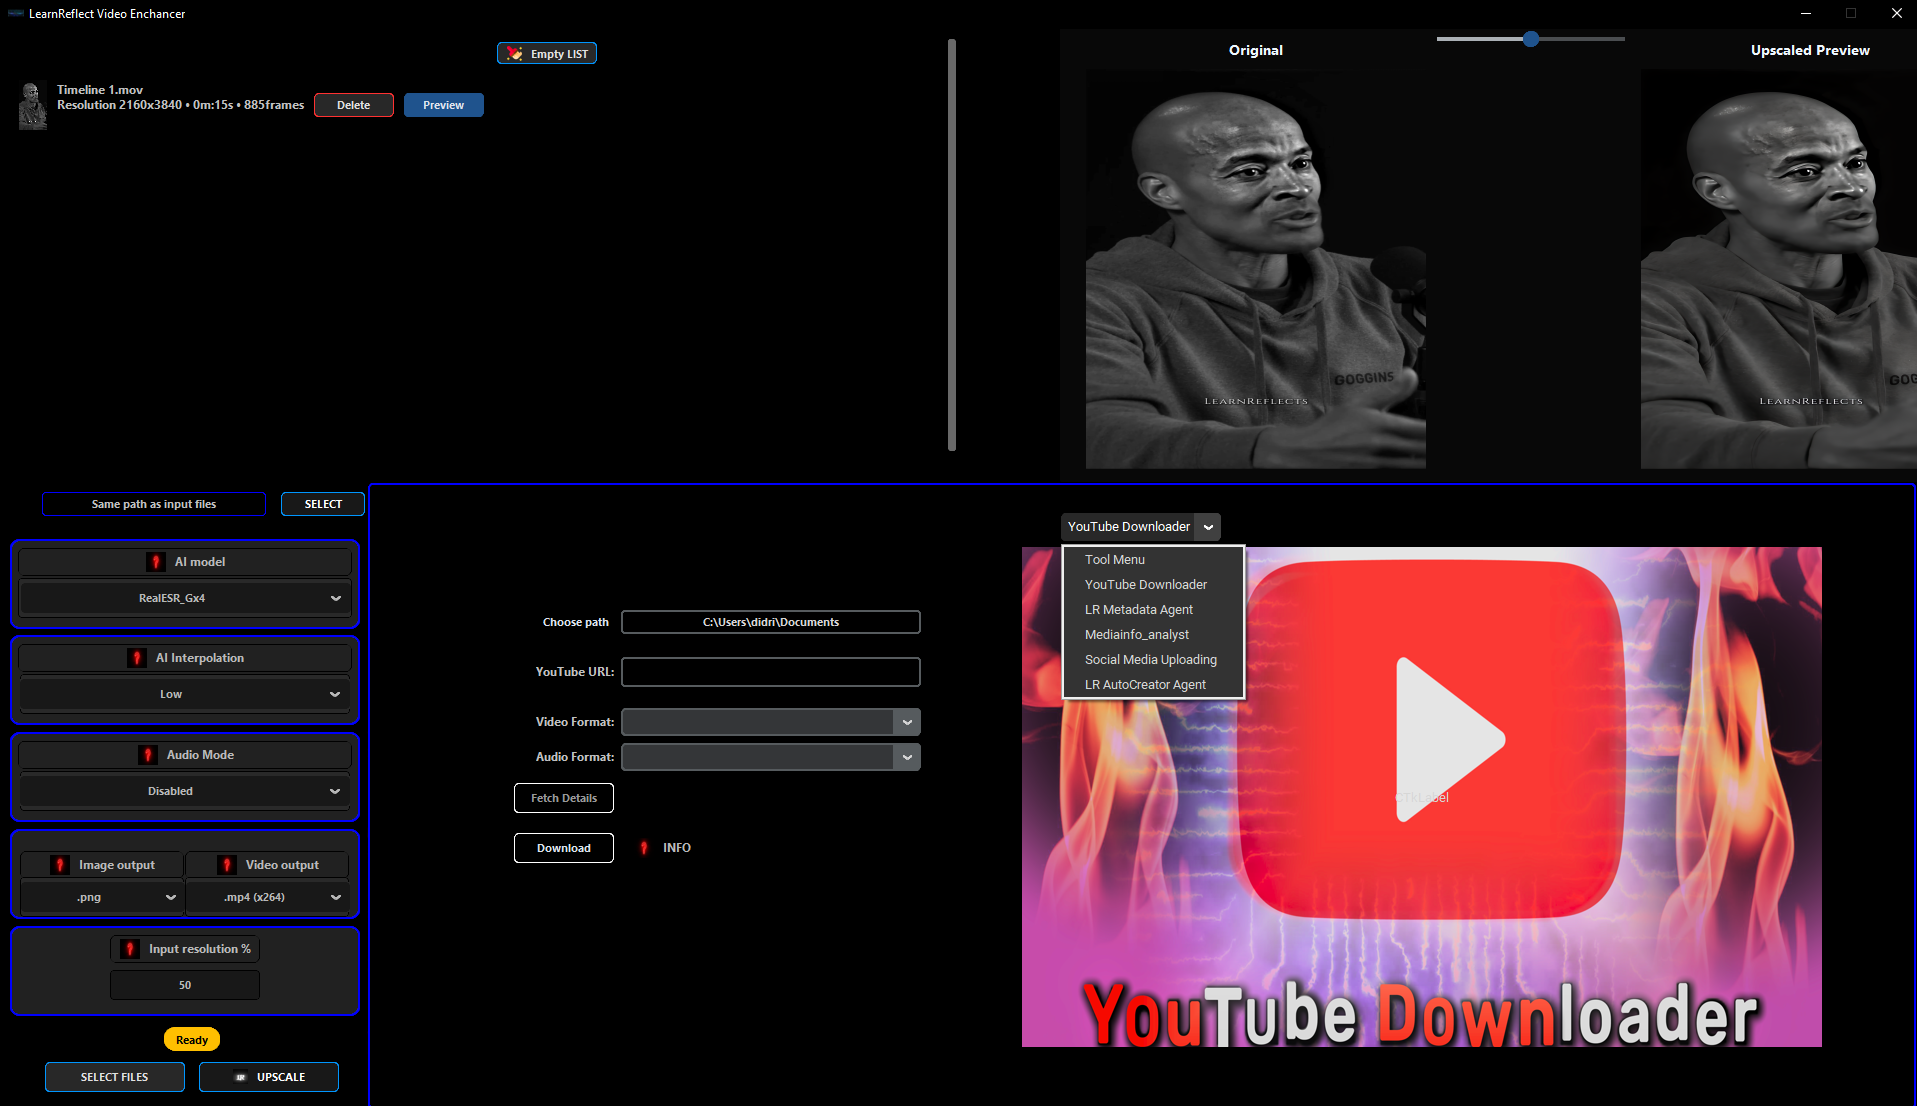 LearnReflect Video Enchancer
Empty LIST
Timeline 1.mov
Resolution 2160x3840 • 0m:15s • 885frames
Delete
Preview
Original
Upscaled Preview
GOGGINS
LEARNREFLECTS
GOG
LEARNREFLECTS
Same path as input files
SELECT
AI model
RealESR_Gx4
AI Interpolation
Low
Audio Mode
Disabled
Image output
Video output
.png
.mp4 (x264)
Input resolution %
50
Ready
SELECT FILES
UPSCALE
Choose path
C:\Users\didri\Documents
YouTube URL:
Video Format:
Audio Format:
Fetch Details
Download
INFO
YouTube Downloader
Tool Menu
YouTube Downloader
LR Metadata Agent
Mediainfo_analyst
Social Media Uploading
LR AutoCreator Agent
CTkLabel
YouTube Downloader